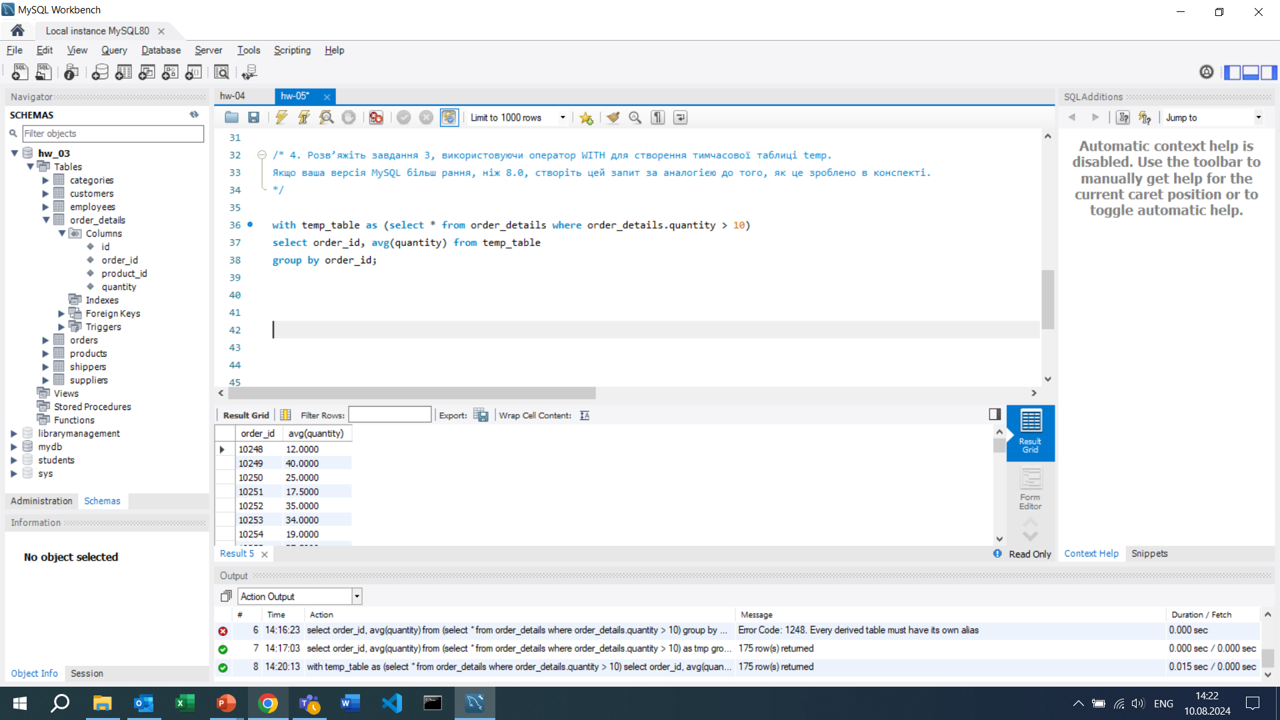 MySQL Workbench
Local instance MySQL80
File Edit View Query Database Server Tools Scripting Help
Navigator
SCHEMAS
Filter objects
hw_03
Tables
categories
customers
employees
order_details
Columns
id
order_id
product_id
quantity
Indexes
Foreign Keys
Triggers
orders
products
shippers
suppliers
Views
Stored Procedures
Functions
librarymanagement
mydb
students
sys
Administration Schemas
Information
No object selected
Object Info Session
hw-04 hw-05*
Limit to 1000 rows
31
32 /* 4. Розв’яжіть завдання 3, використовуючи оператор WITH для створення тимчасової таблиці temp.
33 Якщо ваша версія MySQL більш рання, ніж 8.0, створіть цей запит за аналогією до того, як це зроблено в конспекті.
34 */
35
36 with temp_table as (select * from order_details where order_details.quantity > 10)
37 select order_id, avg(quantity) from temp_table
38 group by order_id;
39
40
41
42
43
44
45
Result Grid Filter Rows: Export: Wrap Cell Content:
order_id avg(quantity)
10248 12.0000
10249 40.0000
10250 25.0000
10251 17.5000
10252 35.0000
10253 34.0000
10254 19.0000
Result Grid
Form Editor
Result 5
Read Only
Output
Action Output
# Time Action Message Duration / Fetch
6 14:16:23 select order_id, avg(quantity) from (select * from order_details where order_details.quantity > 10) group by ... Error Code: 1248. Every derived table must have its own alias 0.000 sec
7 14:17:03 select order_id, avg(quantity) from (select * from order_details where order_details.quantity > 10) as tmp gro... 175 row(s) returned 0.000 sec / 0.000 sec
8 14:20:13 with temp_table as (select * from order_details where order_details.quantity > 10) select order_id, avg(quan... 175 row(s) returned 0.015 sec / 0.000 sec
SQLAdditions
Jump to
Automatic context help is
disabled. Use the toolbar to
manually get help for the
current caret position or to
toggle automatic help.
Context Help Snippets
ENG
14:22
10.08.2024